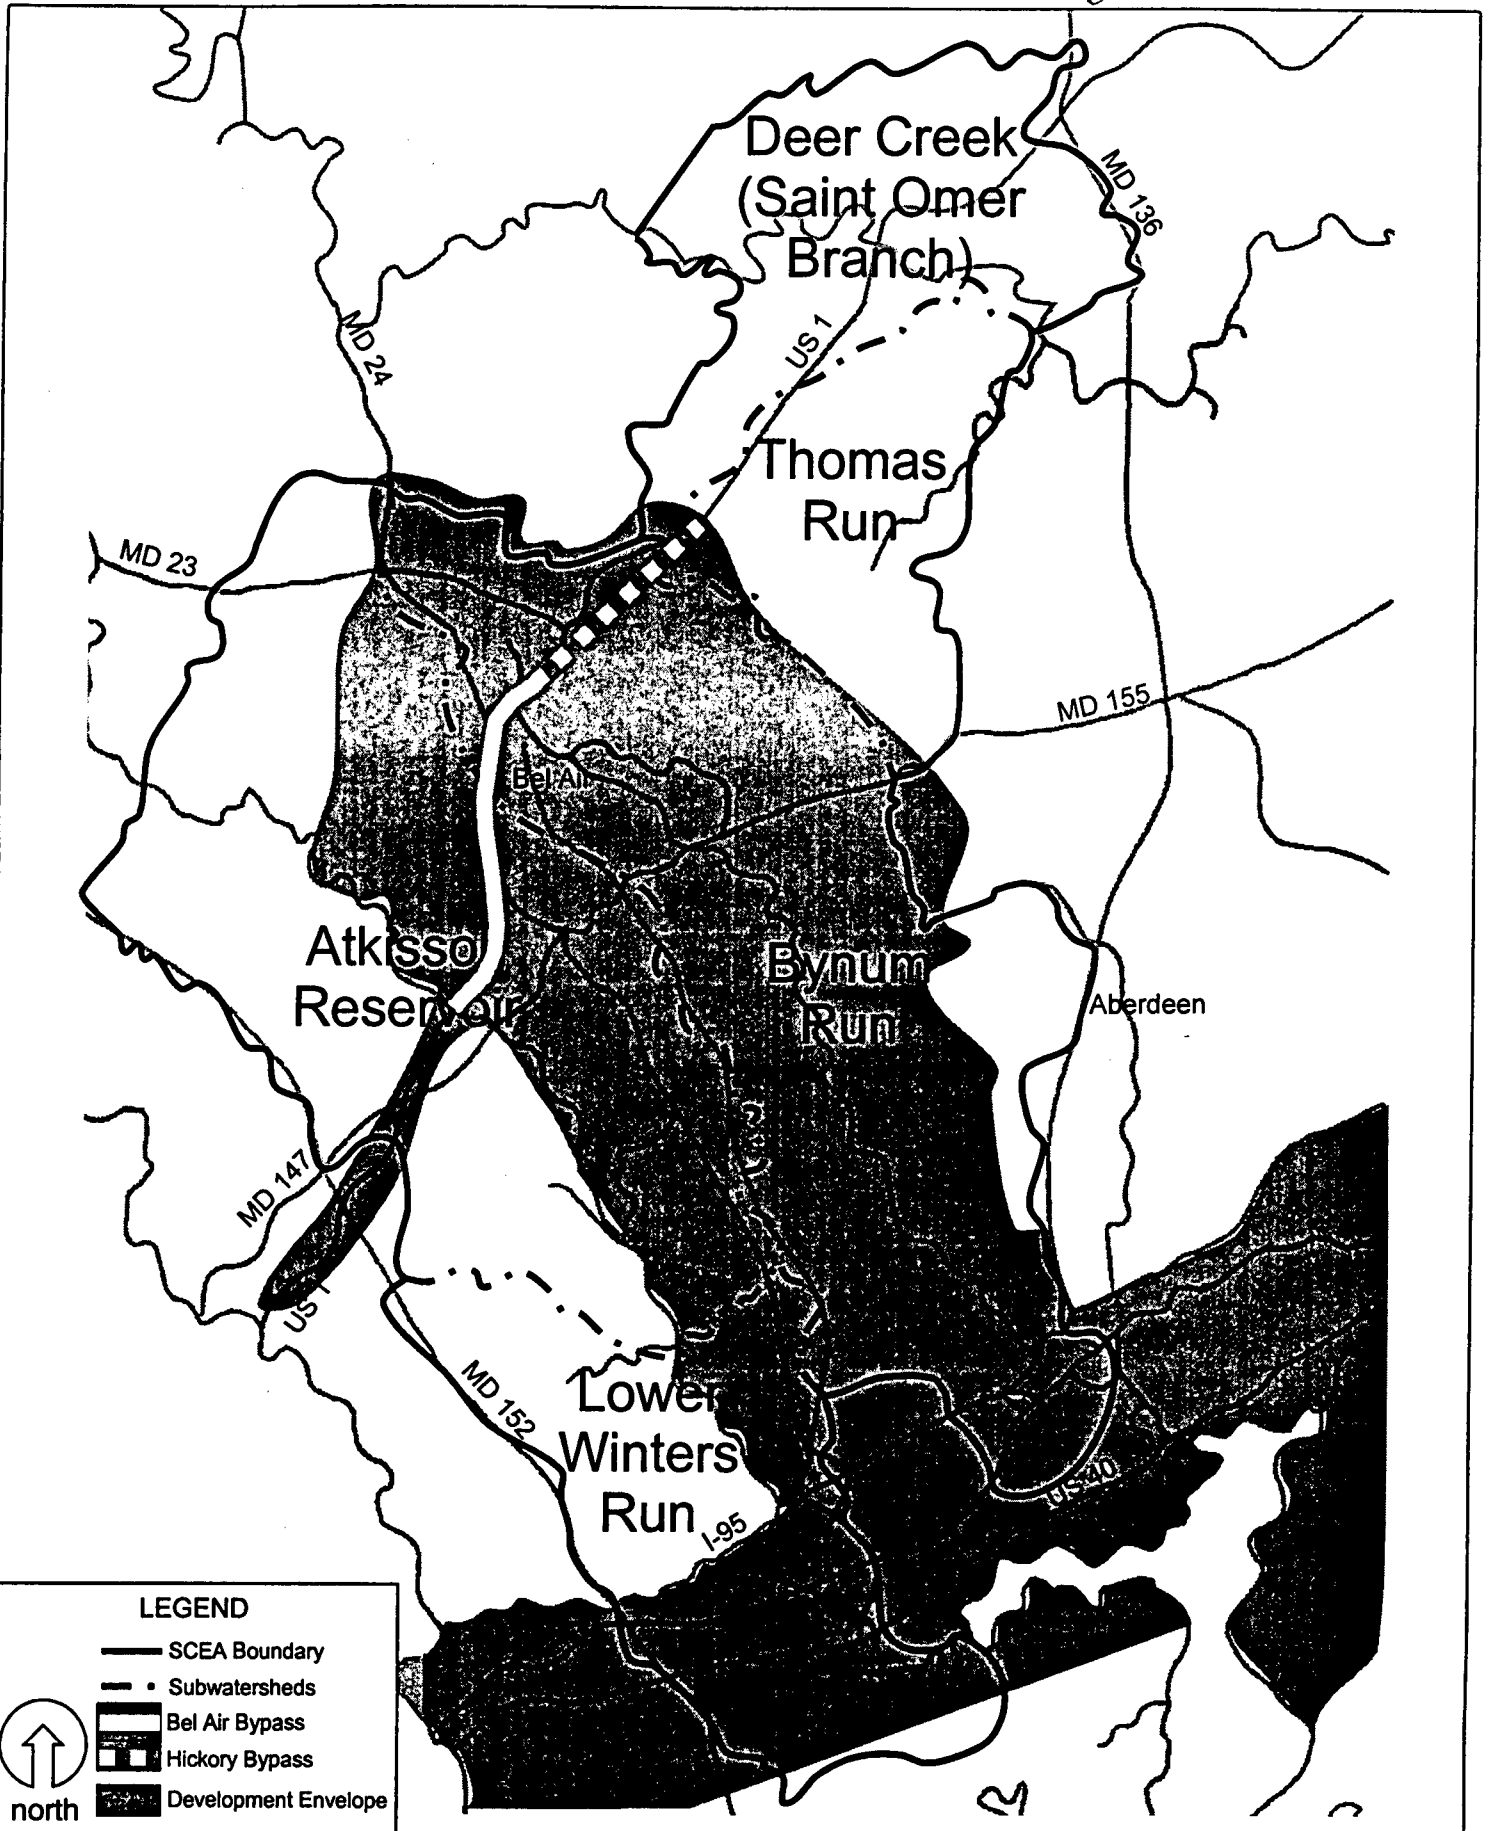 Deer Creek
(Saint Omer
Branch)
MD 136
MD 24
US 1
Thomas
Run
MD 23
MD 155
Bel Air
Atkisso
Reservoir
Bynum
Run
Aberdeen
MD 147
US 1
MD 152
Lower
Winters
Run
I-95
US 40
LEGEND
SCEA Boundary
Subwatersheds
Bel Air Bypass
Hickory Bypass
Development Envelope
north